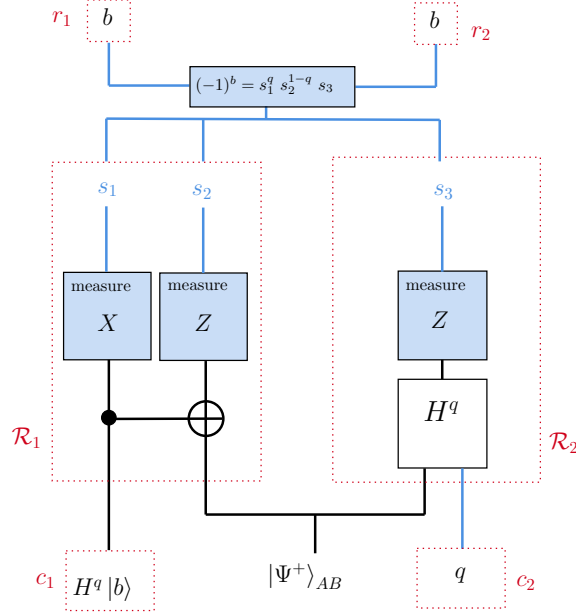 r₁ b b r₂
(−1)ᵇ = s₁^q s₂^{1−q} s₃
s₁ s₂ s₃
measure measure measure
X Z Z
H^q
R₁ R₂
c₁ H^q |b⟩ |Ψ⁺⟩_{AB} q c₂